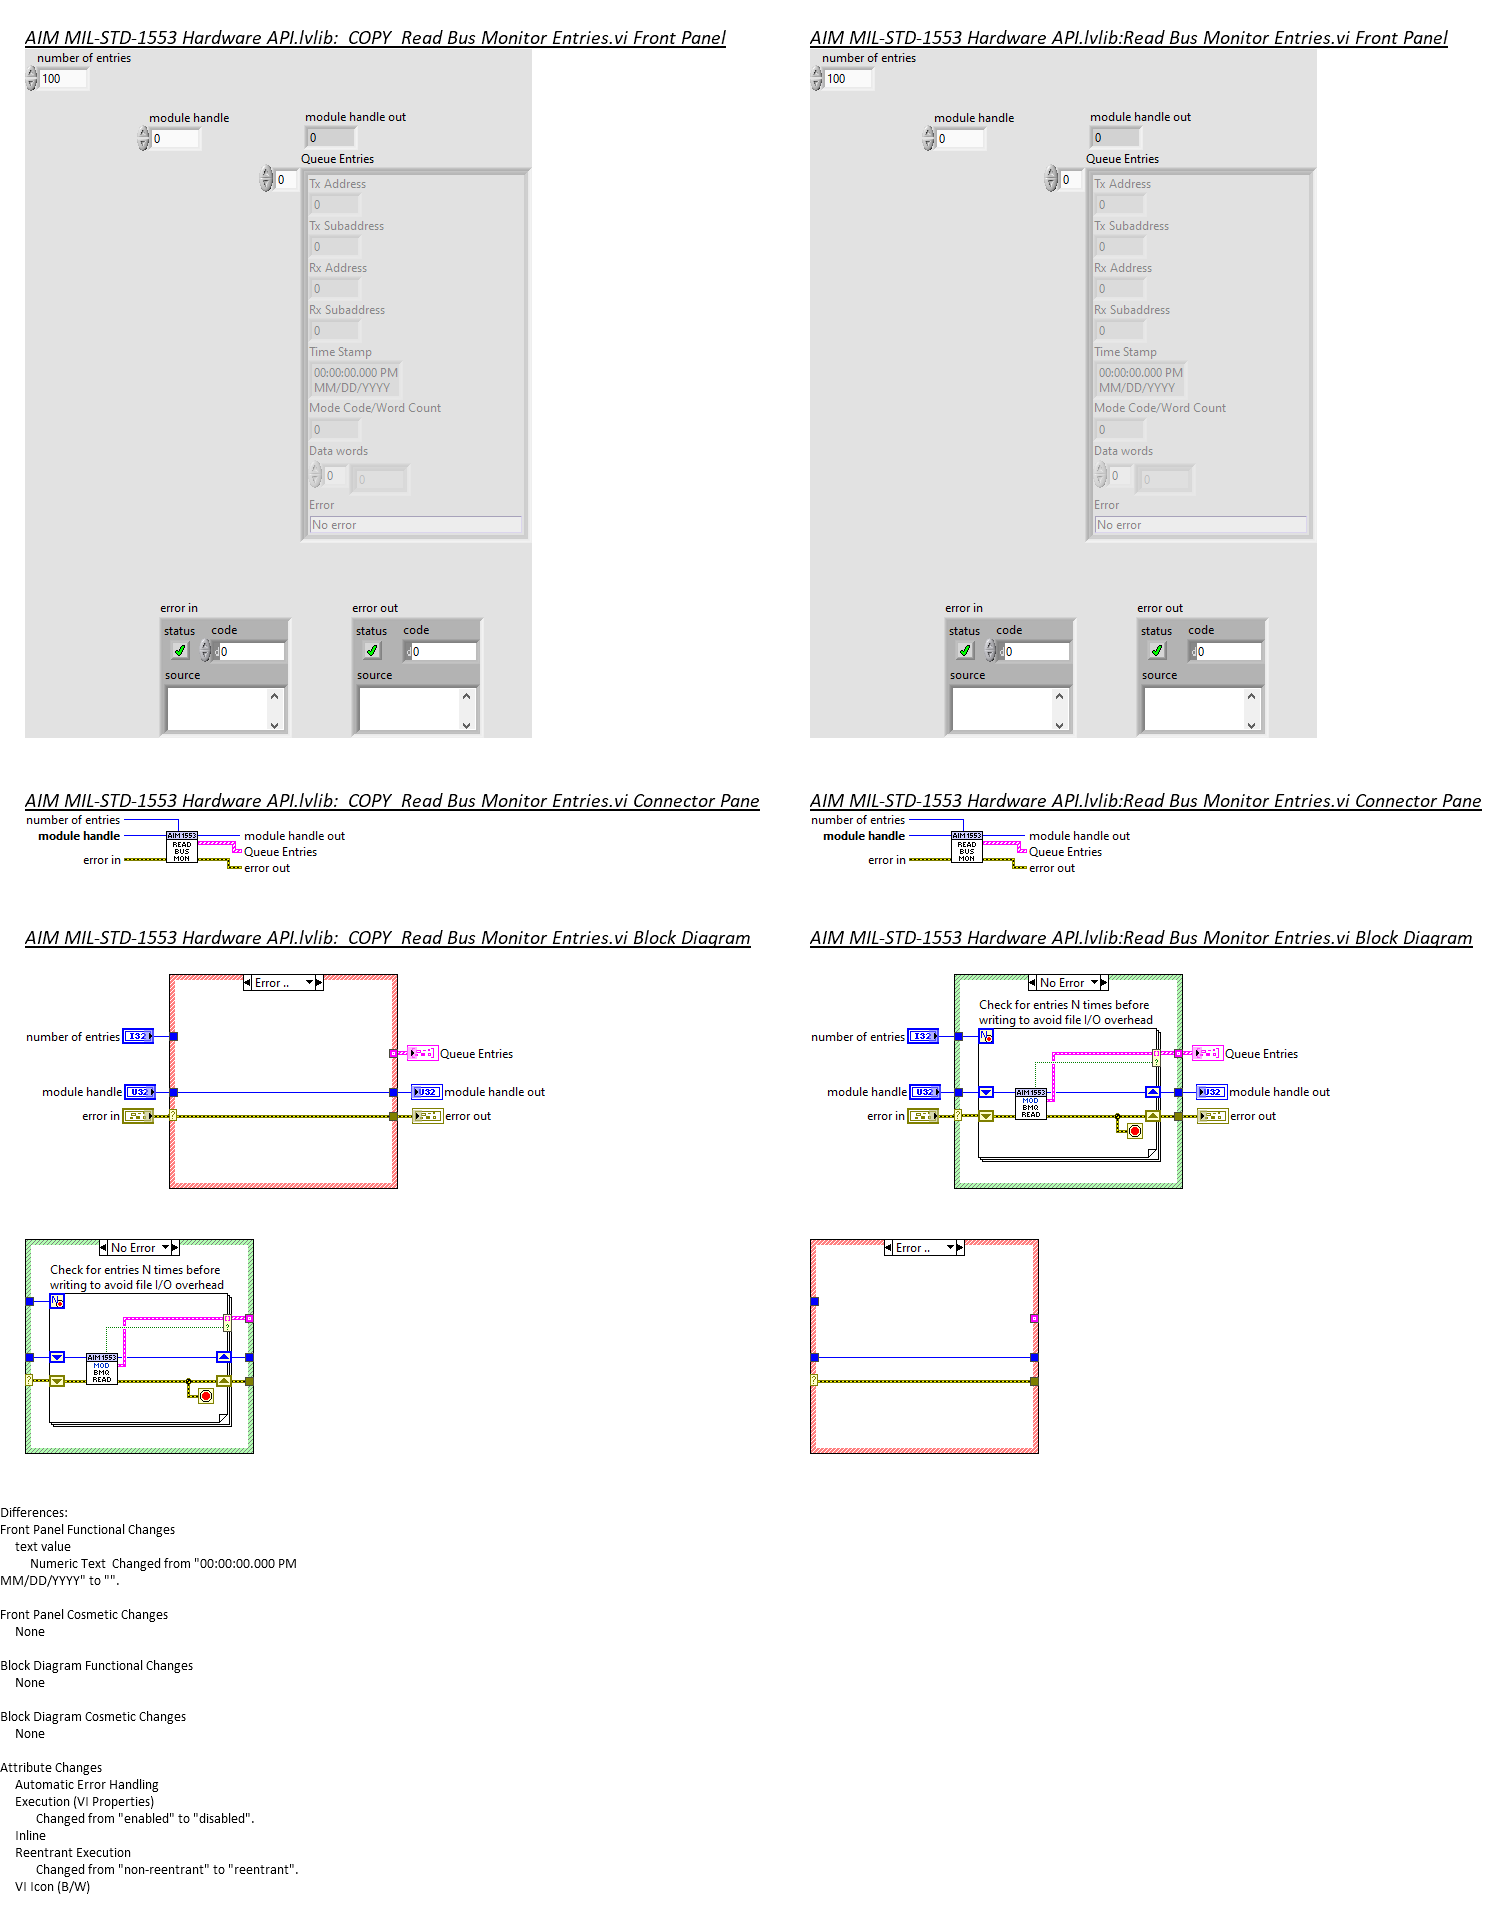 AIM MIL-STD-1553 Hardware API.lvlib:  COPY  Read Bus Monitor Entries.vi Front Panel
number of entries
100
module handle
0
module handle out
0
Queue Entries
0
Tx Address
0
Tx Subaddress
0
Rx Address
0
Rx Subaddress
0
Time Stamp
00:00:00.000 PM
MM/DD/YYYY
Mode Code/Word Count
0
Data words
0
0
Error
No error
error in
status code
d 0
source
error out
status code
d 0
source
AIM MIL-STD-1553 Hardware API.lvlib:Read Bus Monitor Entries.vi Front Panel
number of entries
100
module handle
0
module handle out
0
Queue Entries
0
Tx Address
0
Tx Subaddress
0
Rx Address
0
Rx Subaddress
0
Time Stamp
00:00:00.000 PM
MM/DD/YYYY
Mode Code/Word Count
0
Data words
0
0
Error
No error
error in
status code
d 0
source
error out
status code
d 0
source
AIM MIL-STD-1553 Hardware API.lvlib:  COPY  Read Bus Monitor Entries.vi Connector Pane
number of entries
module handle
error in
AIM1553
READ
BUS
MON
module handle out
Queue Entries
error out
AIM MIL-STD-1553 Hardware API.lvlib:Read Bus Monitor Entries.vi Connector Pane
number of entries
module handle
error in
AIM1553
READ
BUS
MON
module handle out
Queue Entries
error out
AIM MIL-STD-1553 Hardware API.lvlib:  COPY  Read Bus Monitor Entries.vi Block Diagram
Error ..
number of entries
I32
Queue Entries
module handle
U32
U32
module handle out
error in
?
error out
AIM MIL-STD-1553 Hardware API.lvlib:Read Bus Monitor Entries.vi Block Diagram
No Error
Check for entries N times before
writing to avoid file I/O overhead
number of entries
I32
N
?
Queue Entries
module handle
U32
AIM1553
MOD
BMQ
READ
U32
module handle out
error in
?
error out
No Error
Check for entries N times before
writing to avoid file I/O overhead
N
?
AIM1553
MOD
BMQ
READ
?
Error ..
?
Differences:
Front Panel Functional Changes
text value
Numeric Text  Changed from "00:00:00.000 PM
MM/DD/YYYY" to "".
Front Panel Cosmetic Changes
None
Block Diagram Functional Changes
None
Block Diagram Cosmetic Changes
None
Attribute Changes
Automatic Error Handling
Execution (VI Properties)
Changed from "enabled" to "disabled".
Inline
Reentrant Execution
Changed from "non-reentrant" to "reentrant".
VI Icon (B/W)